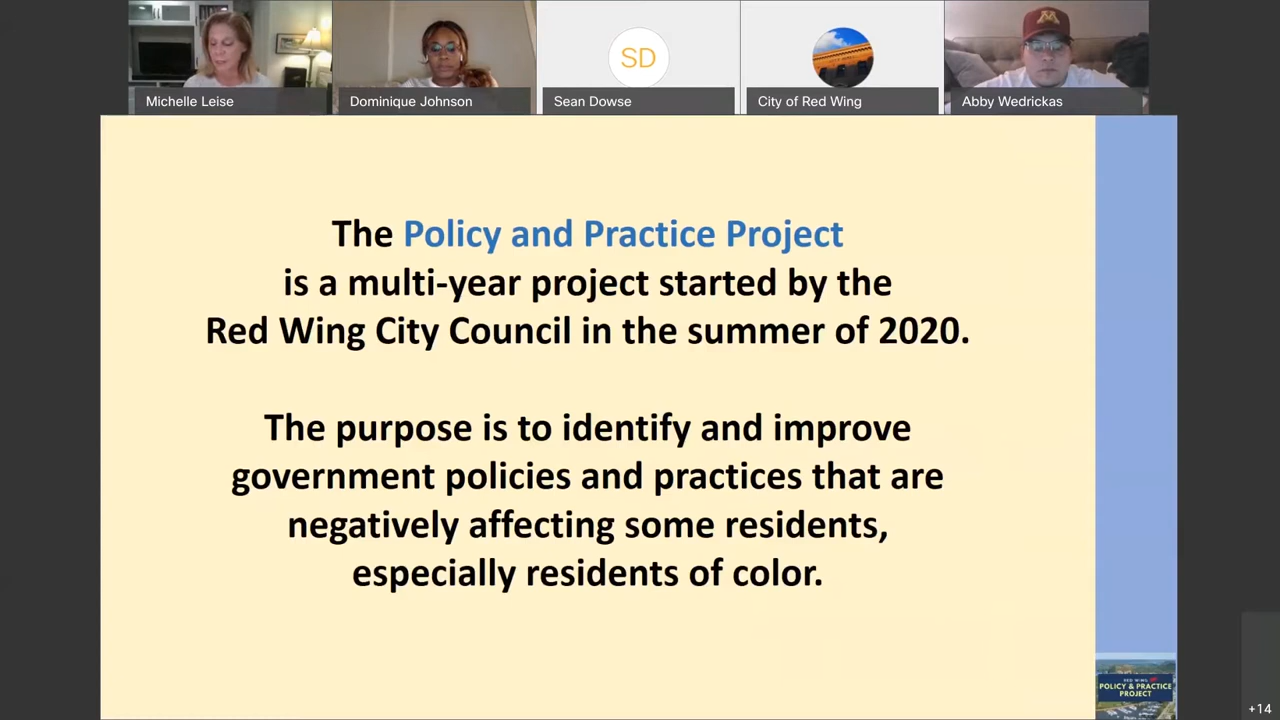 Michelle Leise
Dominique Johnson
SD
Sean Dowse
City of Red Wing
Abby Wedrickas
The Policy and Practice Project
is a multi-year project started by the
Red Wing City Council in the summer of 2020.
The purpose is to identify and improve
government policies and practices that are
negatively affecting some residents,
especially residents of color.
RED WING
POLICY & PRACTICE
PROJECT
+14